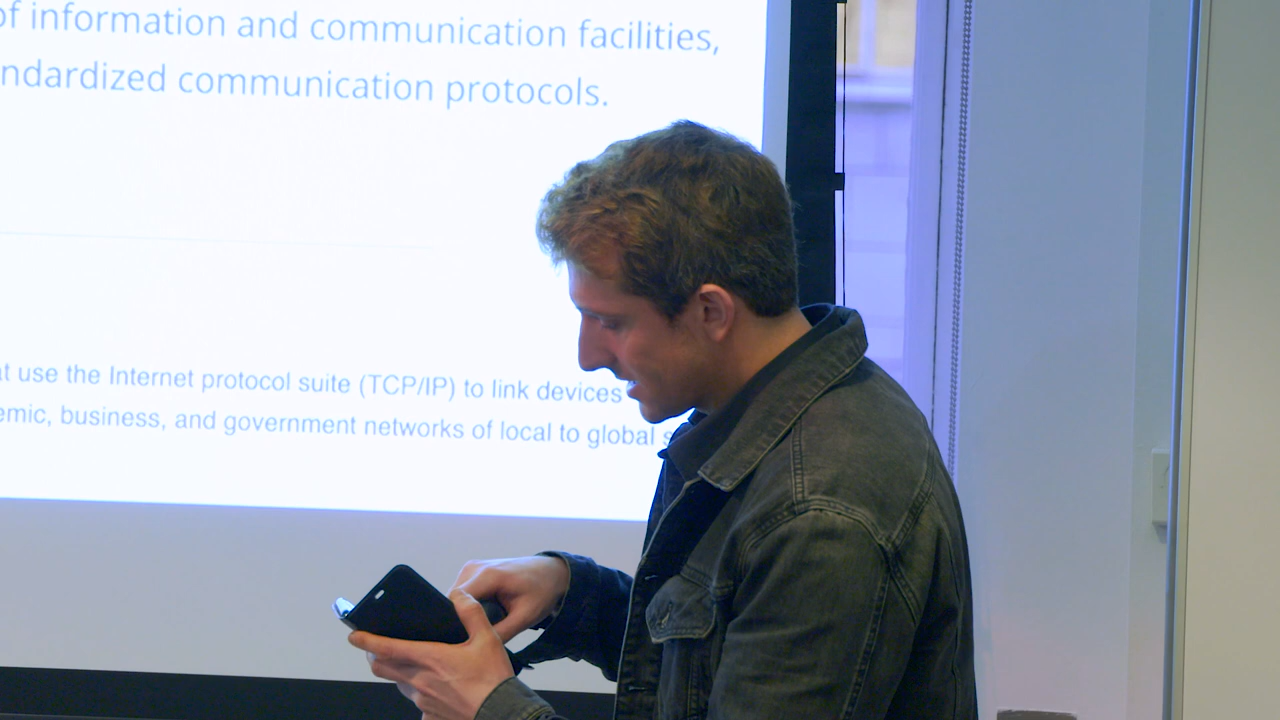 of information and communication facilities,
ndardized communication protocols.
at use the Internet protocol suite (TCP/IP) to link devices
emic, business, and government networks of local to global s